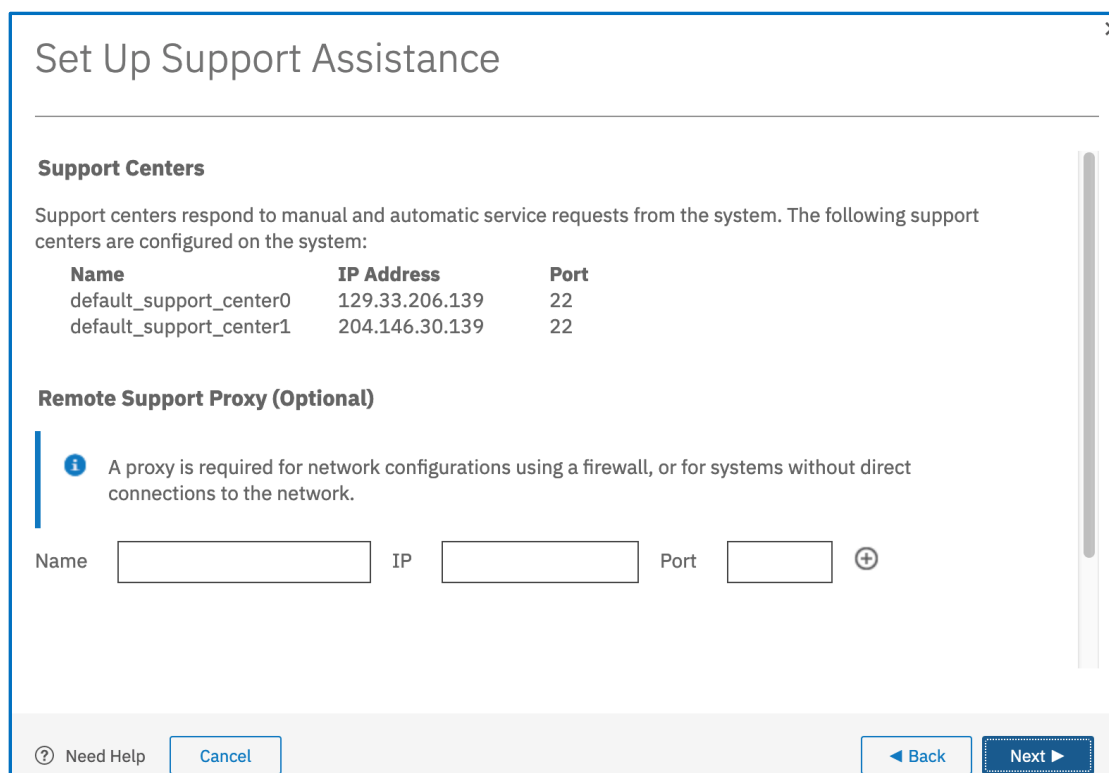 Set Up Support Assistance
Support Centers
Support centers respond to manual and automatic service requests from the system. The following support
centers are configured on the system:
Name IP Address Port
default_support_center0 129.33.206.139 22
default_support_center1 204.146.30.139 22
Remote Support Proxy (Optional)
A proxy is required for network configurations using a firewall, or for systems without direct
connections to the network.
Name IP Port
Need Help Cancel Back Next